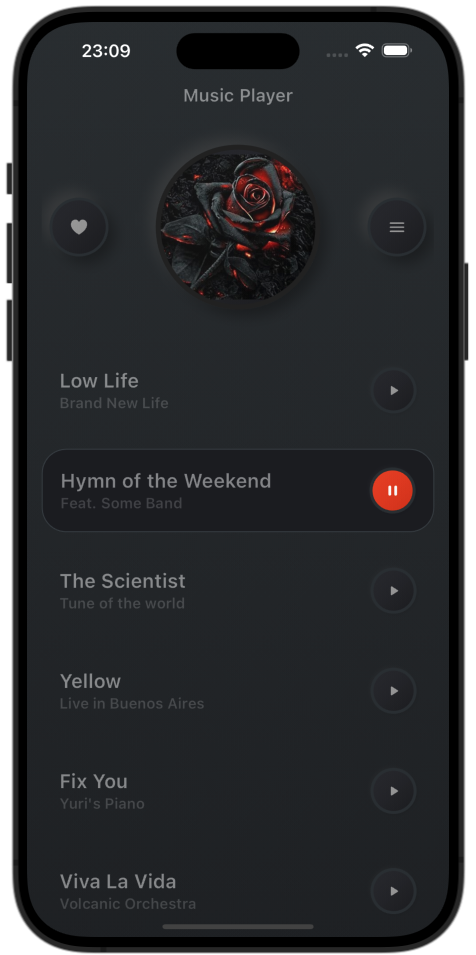 23:09
Music Player
Low Life
Brand New Life
Hymn of the Weekend
Feat. Some Band
The Scientist
Tune of the world
Yellow
Live in Buenos Aires
Fix You
Yuri's Piano
Viva La Vida
Volcanic Orchestra